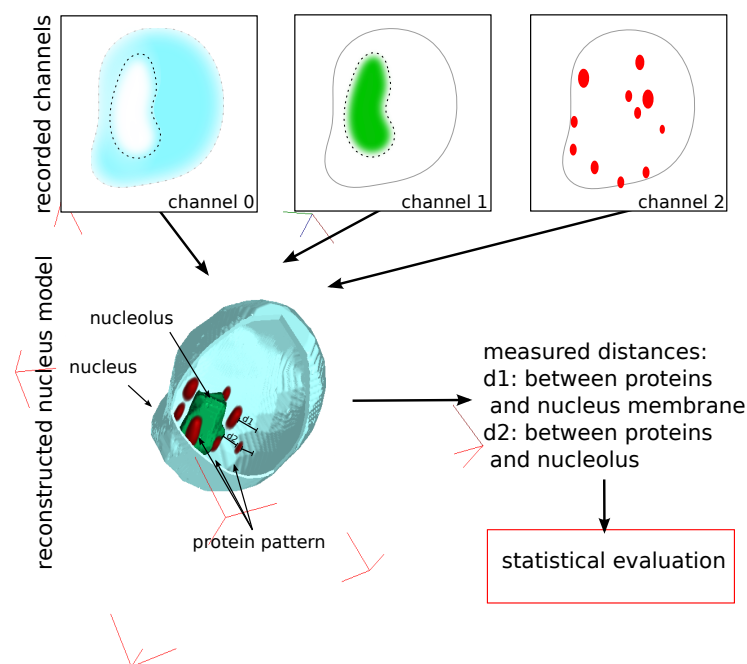 recorded channels
channel 0
channel 1
channel 2
reconstructed nucleus model
nucleolus
nucleus
d1
d2
protein pattern
measured distances:
d1: between proteins
and nucleus membrane
d2: between proteins
and nucleolus
statistical evaluation